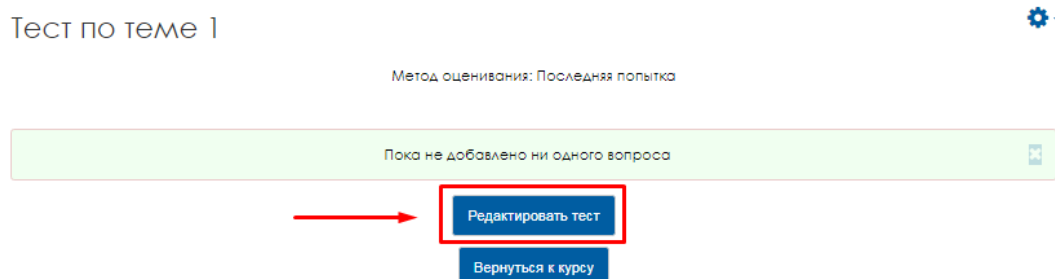 Тест по теме 1
Метод оценивания: Последняя попытка
Пока не добавлено ни одного вопроса
Редактировать тест
Вернуться к курсу